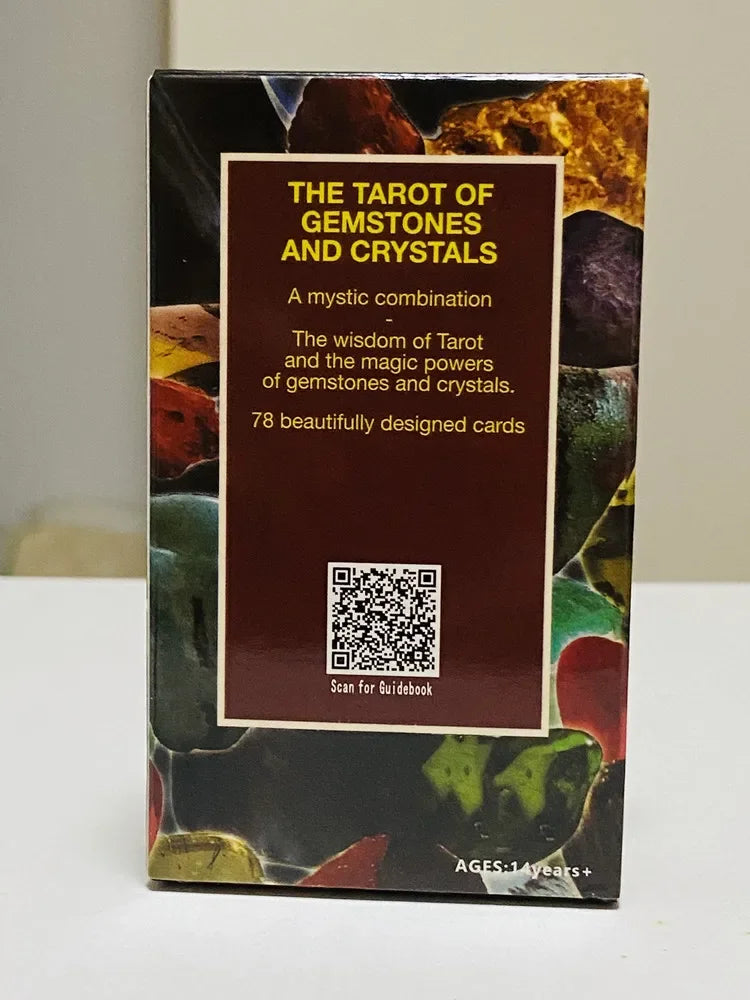 THE TAROT OF
GEMSTONES
AND CRYSTALS
A mystic combination
-
The wisdom of Tarot
and the magic powers
of gemstones and crystals.
78 beautifully designed cards
Scan for Guidebook
AGES:14years+